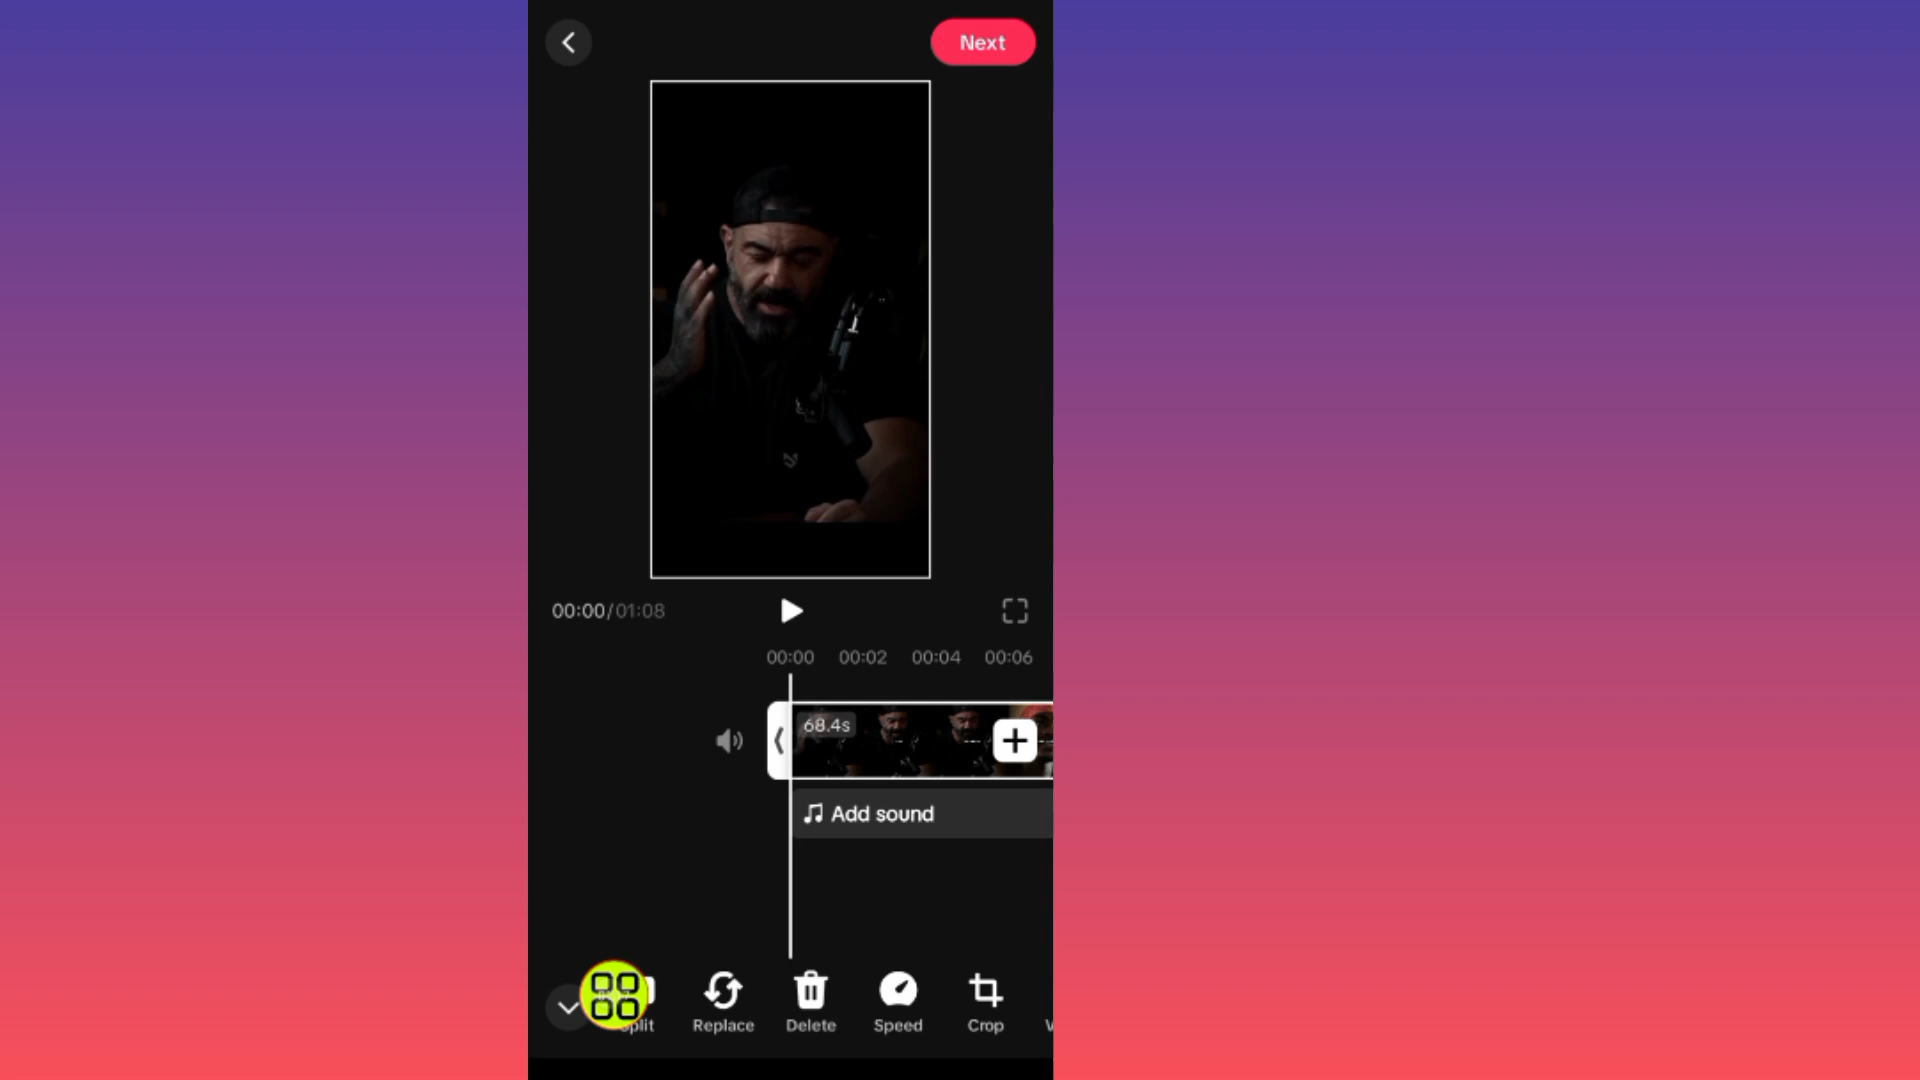 Next
00:00/01:08
00:00 00:02 00:04 00:06
68.4s
Add sound
Replace Delete Speed Crop